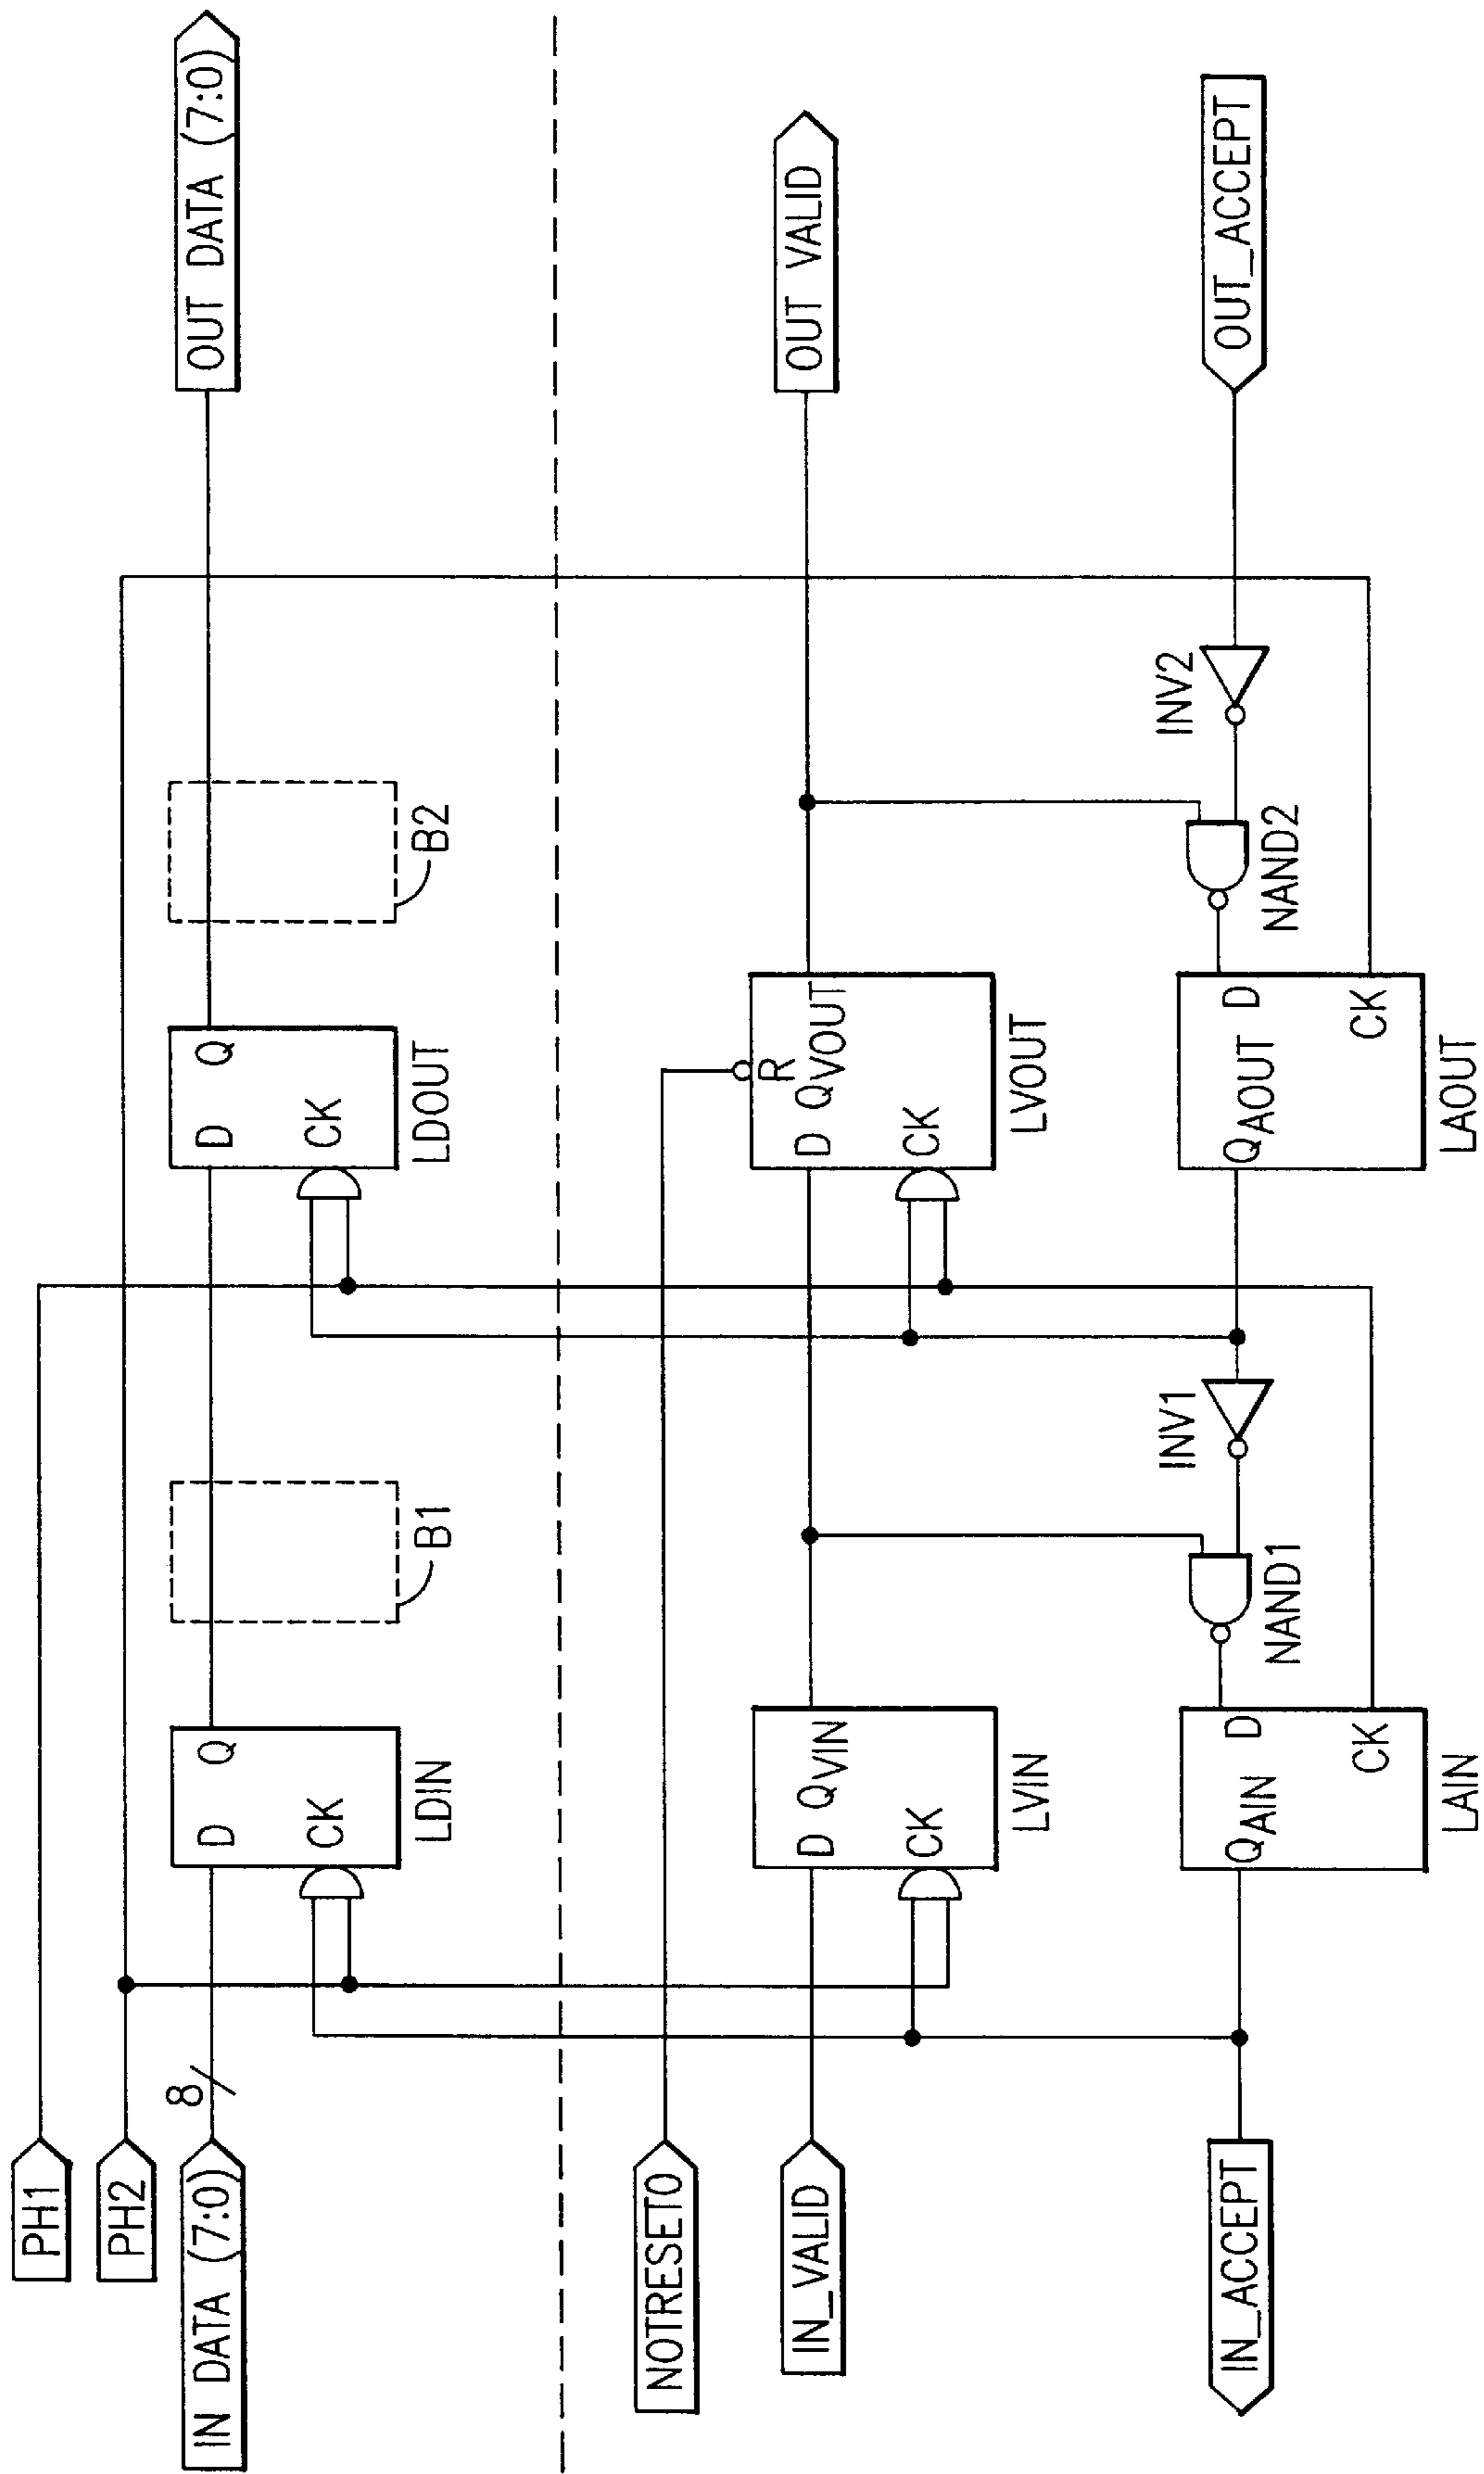 PH1
PH2
IN DATA (7:0)
8
D Q
CK
LDIN
B1
D Q
CK
LDOUT
B2
OUT DATA (7:0)
NOTRESET0
IN_VALID
D QVIN
CK
LVIN
R
D QVOUT
CK
LVOUT
OUT VALID
IN_ACCEPT
QAIN D
CK
LAIN
NAND1
INV1
QAOUT D
CK
LAOUT
NAND2
INV2
OUT_ACCEPT